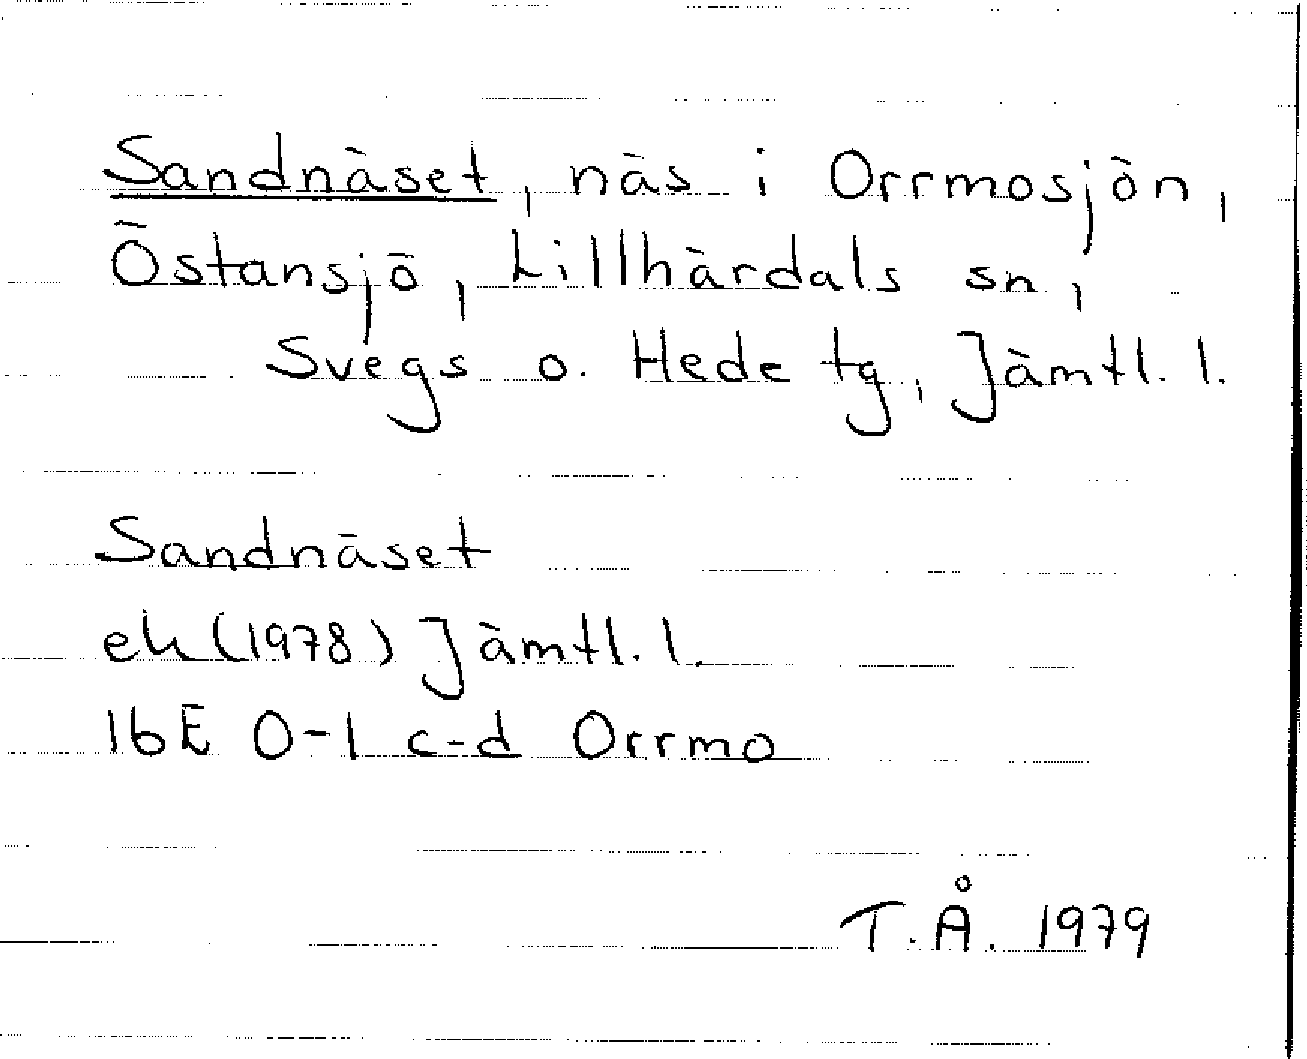 Sandnäset, näs i Orrmosjön,
Östansjö, Lillhärdals sn,
Svegs o. Hede tg, Jämtl. l.
Sandnäset
ek (1978) Jämtl. l.
16E 0-1 c-d Orrmo
T.Å. 1979